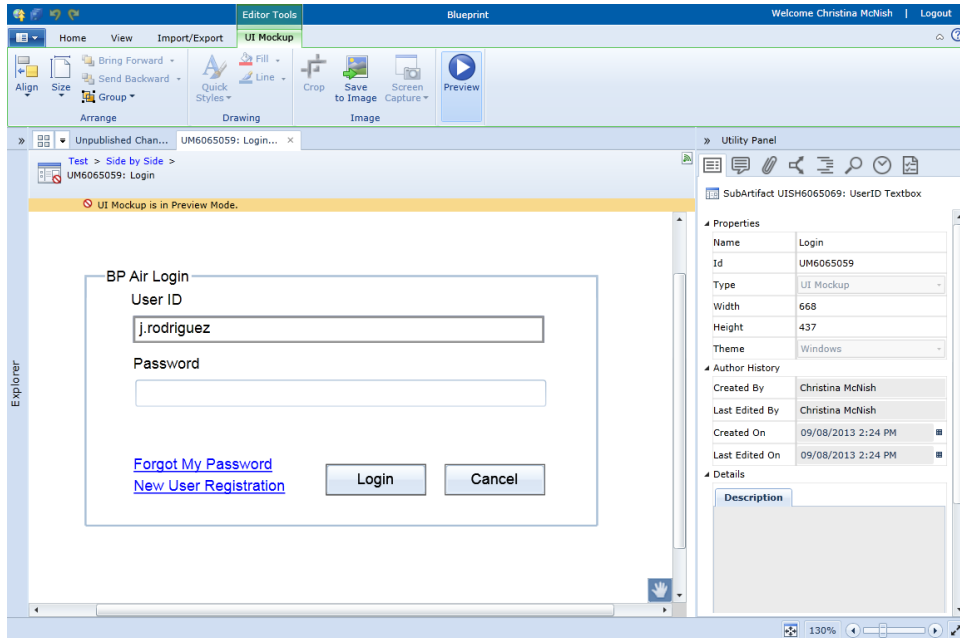 Editor Tools
Blueprint
Welcome Christina McNish | Logout
Home View Import/Export UI Mockup
Align
Size
Bring Forward
Send Backward
Group
Arrange
Quick
Styles
Fill
Line
Drawing
Crop
Save
to Image
Screen
Capture
Image
Preview
» Unpublished Chan... UM6065059: Login... ×
Test > Side by Side >
UM6065059: Login
UI Mockup is in Preview Mode.
Explorer
BP Air Login
User ID
j.rodriguez
Password
Forgot My Password
New User Registration
Login
Cancel
» Utility Panel
SubArtifact UISH6065069: UserID Textbox
Properties
Name Login
Id UM6065059
Type UI Mockup
Width 668
Height 437
Theme Windows
Author History
Created By Christina McNish
Last Edited By Christina McNish
Created On 09/08/2013 2:24 PM
Last Edited On 09/08/2013 2:24 PM
Details
Description
130%